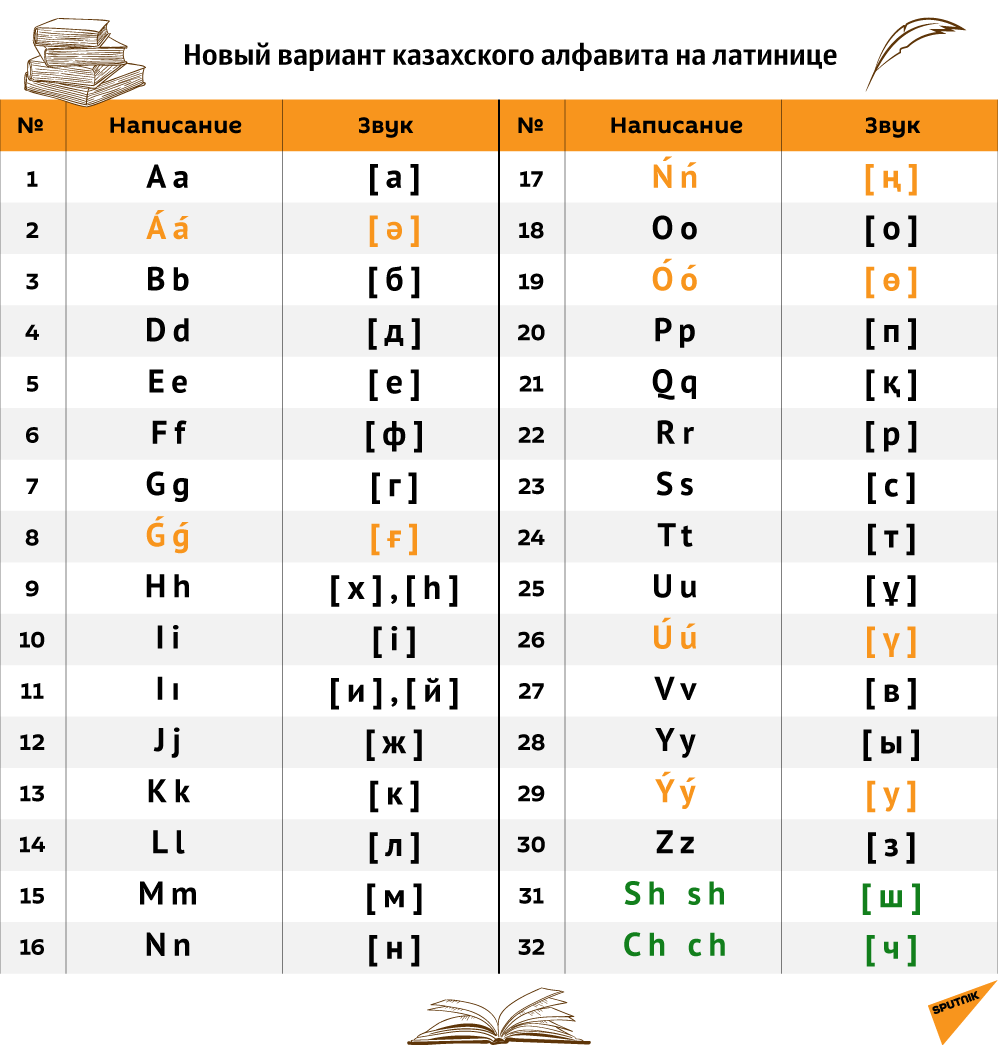 Новый вариант казахского алфавита на латинице
№ Написание Звук № Написание Звук
1 A a [ а ] 17 Ń ń [ ң ]
2 Á á [ ә ] 18 O o [ о ]
3 B b [ б ] 19 Ó ó [ ө ]
4 D d [ д ] 20 P p [ п ]
5 E e [ е ] 21 Q q [ қ ]
6 F f [ ф ] 22 R r [ р ]
7 G g [ г ] 23 S s [ с ]
8 Ǵ ǵ [ ғ ] 24 T t [ т ]
9 H h [ х ] , [ h ] 25 U u [ ұ ]
10 I i [ і ] 26 Ú ú [ ү ]
11 I ı [ и ] , [ й ] 27 V v [ в ]
12 J j [ ж ] 28 Y y [ ы ]
13 K k [ к ] 29 Ý ý [ у ]
14 L l [ л ] 30 Z z [ з ]
15 M m [ м ] 31 Sh sh [ ш ]
16 N n [ н ] 32 Ch ch [ ч ]
SPUTNIK